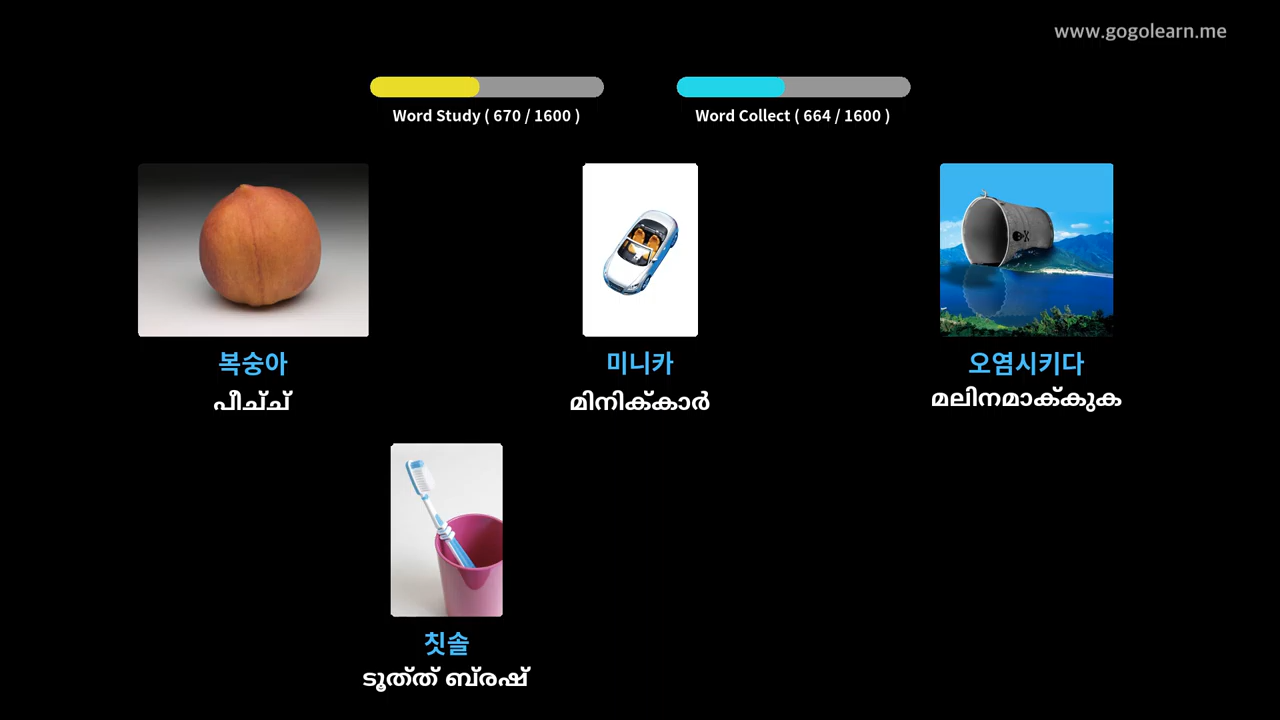 www.gogolearn.me
Word Study ( 670 / 1600 )
Word Collect ( 664 / 1600 )
복숭아
미니카
오염시키다
പീച്ച്
മിനിക്കാർ
മലിനമാക്കുക
칫솔
ടൂത്ത് ബ്രഷ്